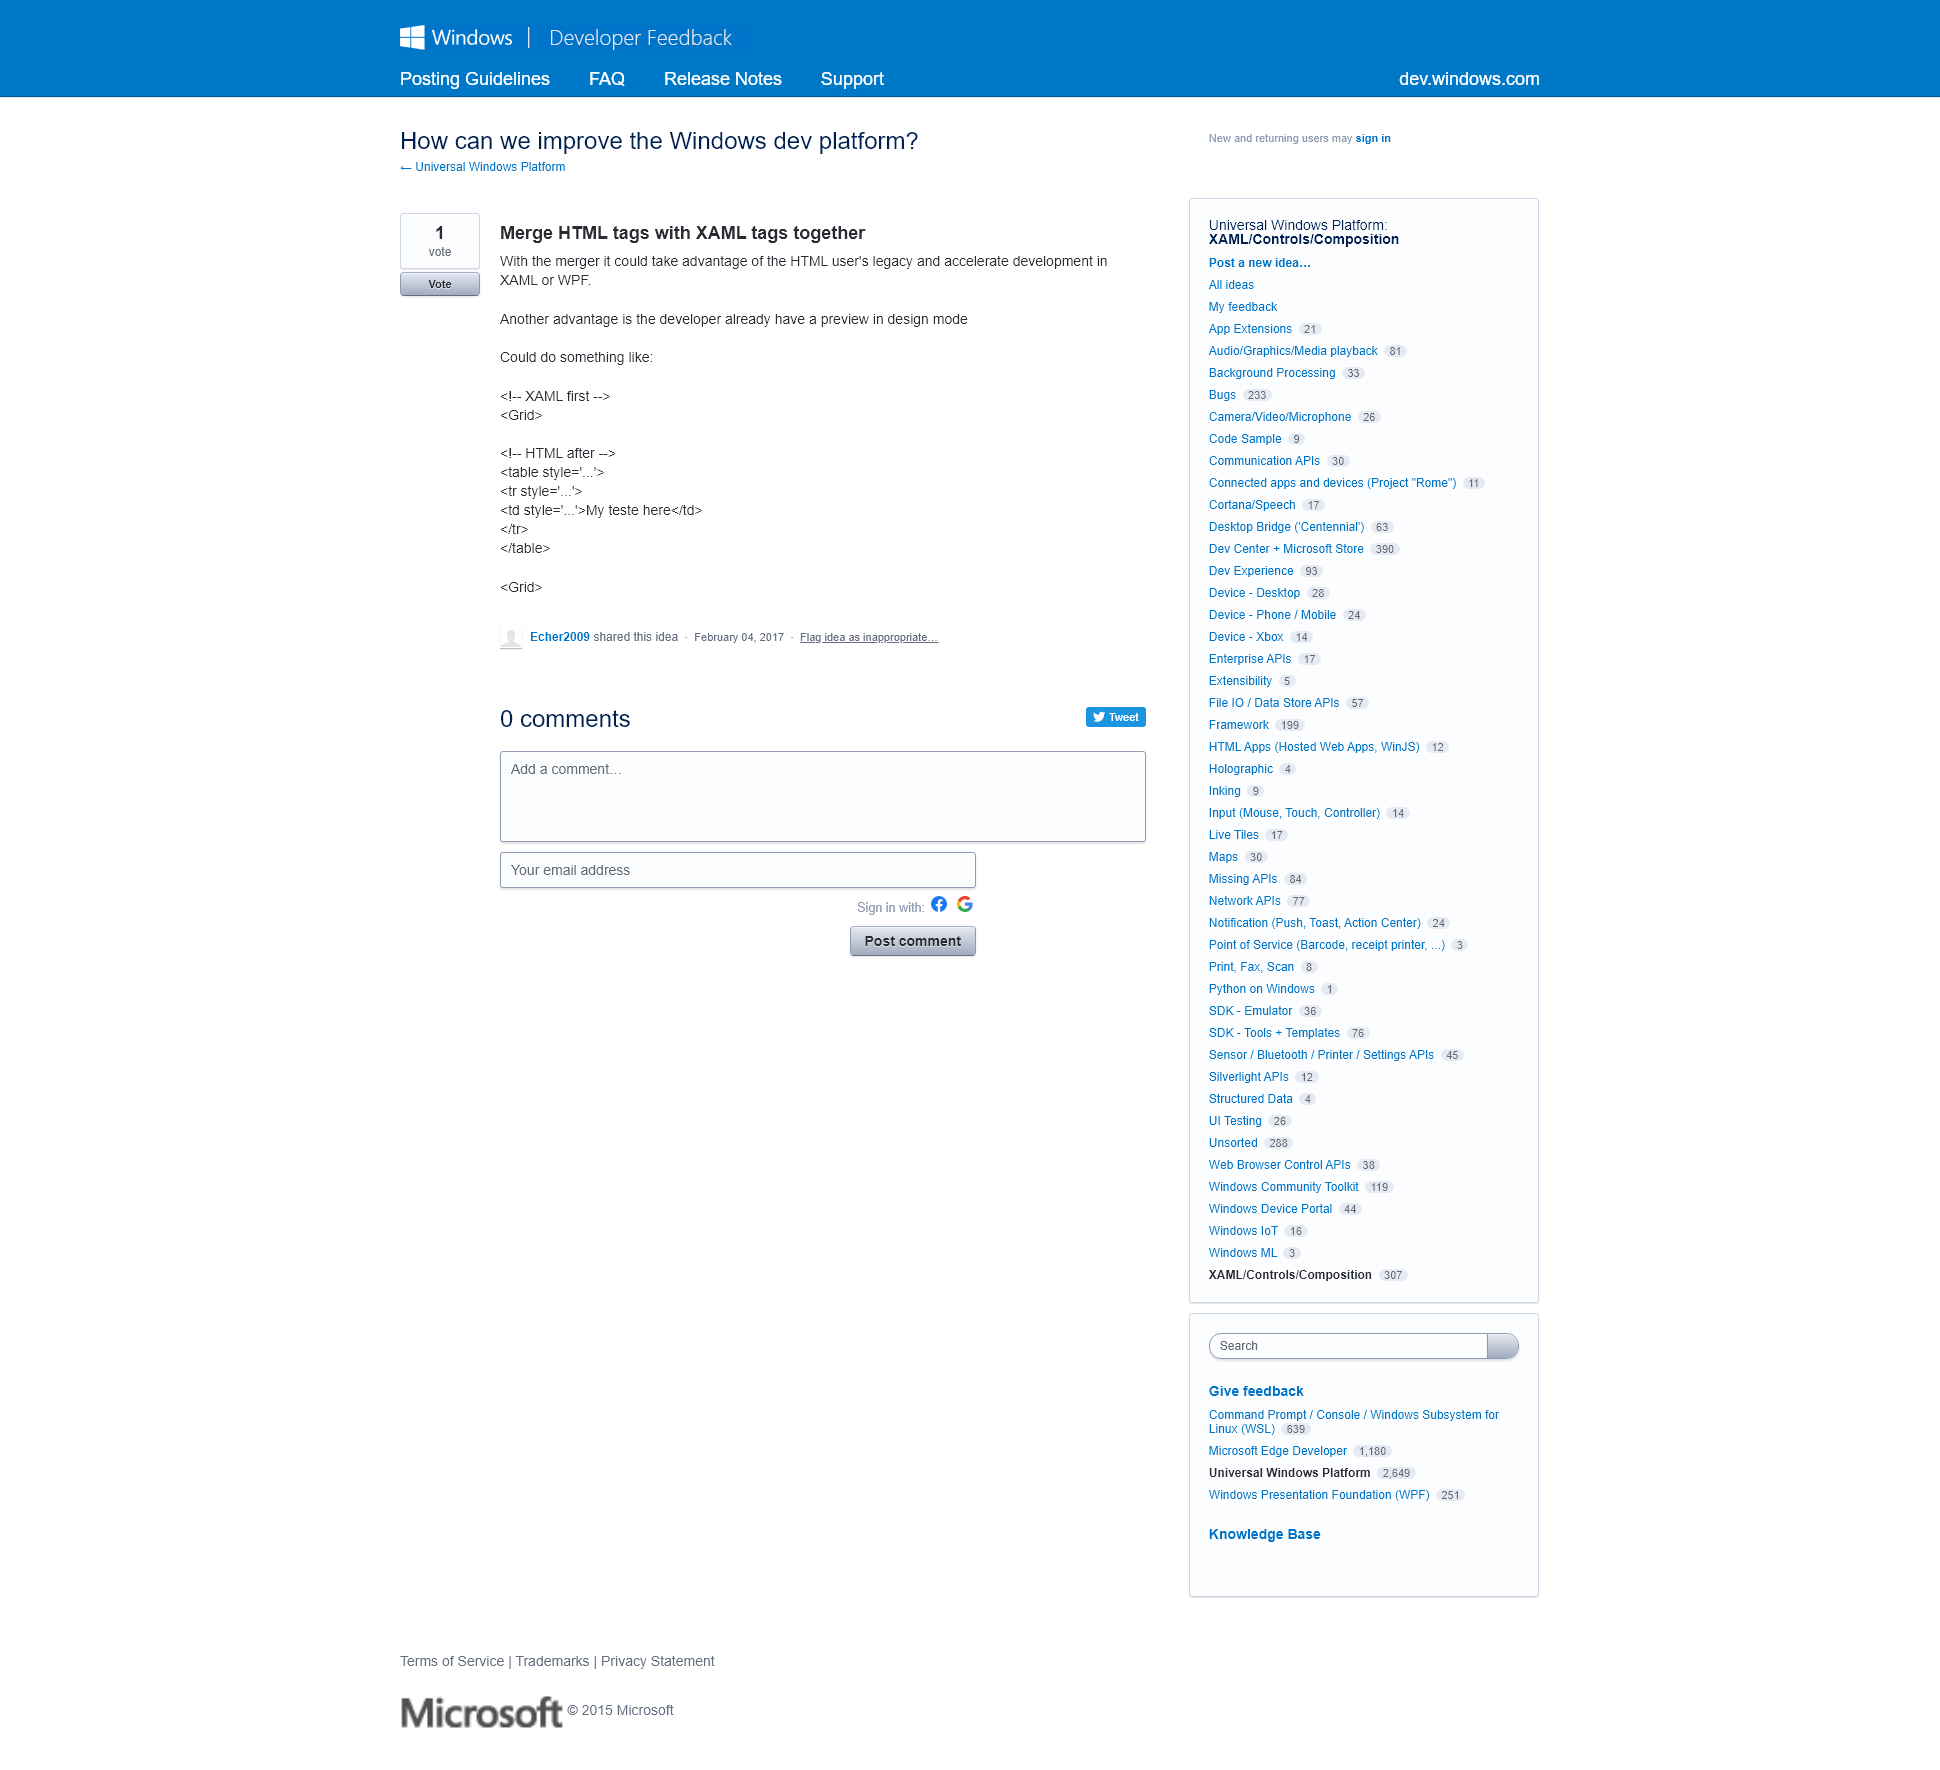 Windows | Developer Feedback
Posting Guidelines FAQ Release Notes Support dev.windows.com
How can we improve the Windows dev platform?
← Universal Windows Platform
New and returning users may sign in
1
vote
Vote
Merge HTML tags with XAML tags together
With the merger it could take advantage of the HTML user's legacy and accelerate development in
XAML or WPF.
Another advantage is the developer already have a preview in design mode
Could do something like:
<!-- XAML first -->
<Grid>
<!-- HTML after -->
<table style='...'>
<tr style='...'>
<td style='...'>My teste here</td>
</tr>
</table>
<Grid>
Echer2009 shared this idea · February 04, 2017 · Flag idea as inappropriate…
0 comments
Tweet
Add a comment…
Your email address
Sign in with:
Post comment
Universal Windows Platform:
XAML/Controls/Composition
Post a new idea…
All ideas
My feedback
App Extensions 21
Audio/Graphics/Media playback 81
Background Processing 33
Bugs 233
Camera/Video/Microphone 26
Code Sample 9
Communication APIs 30
Connected apps and devices (Project "Rome") 11
Cortana/Speech 17
Desktop Bridge ('Centennial') 63
Dev Center + Microsoft Store 390
Dev Experience 93
Device - Desktop 28
Device - Phone / Mobile 24
Device - Xbox 14
Enterprise APIs 17
Extensibility 5
File IO / Data Store APIs 57
Framework 199
HTML Apps (Hosted Web Apps, WinJS) 12
Holographic 4
Inking 9
Input (Mouse, Touch, Controller) 14
Live Tiles 17
Maps 30
Missing APIs 84
Network APIs 77
Notification (Push, Toast, Action Center) 24
Point of Service (Barcode, receipt printer, ...) 3
Print, Fax, Scan 8
Python on Windows 1
SDK - Emulator 36
SDK - Tools + Templates 76
Sensor / Bluetooth / Printer / Settings APIs 45
Silverlight APIs 12
Structured Data 4
UI Testing 26
Unsorted 288
Web Browser Control APIs 38
Windows Community Toolkit 119
Windows Device Portal 44
Windows IoT 16
Windows ML 3
XAML/Controls/Composition 307
Search
Give feedback
Command Prompt / Console / Windows Subsystem for
Linux (WSL) 639
Microsoft Edge Developer 1,180
Universal Windows Platform 2,649
Windows Presentation Foundation (WPF) 251
Knowledge Base
Terms of Service | Trademarks | Privacy Statement
Microsoft © 2015 Microsoft